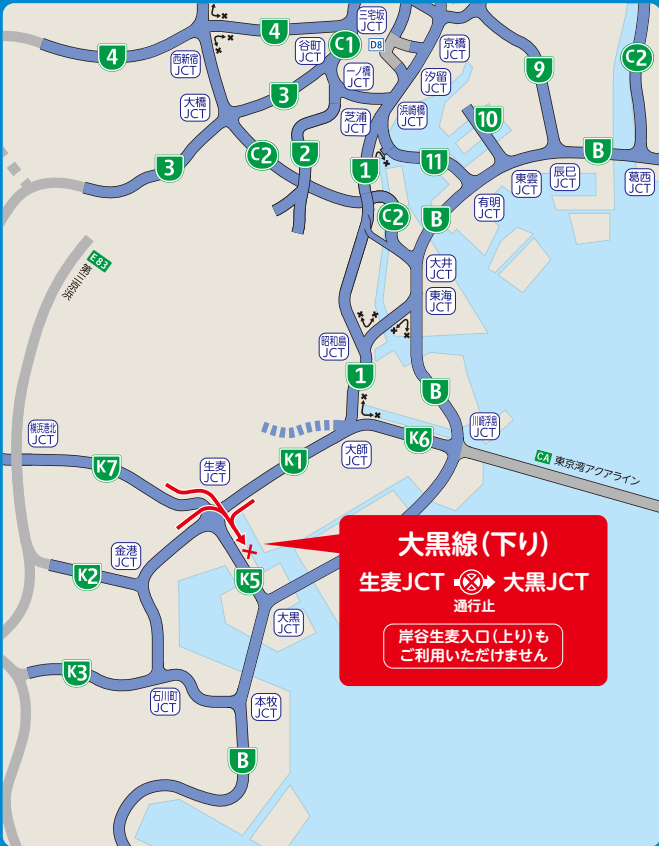 三宅坂
JCT
4
C1
D8
京橋
JCT
4
谷町
JCT
9
C2
西新宿
JCT
一ノ橋
JCT
汐留
JCT
大橋
JCT
3
芝浦
JCT
浜崎橋
JCT
10
3
C2
2
1
11
B
東雲
JCT
辰巳
JCT
葛西
JCT
C2
B
有明
JCT
E83
第三京浜
大井
JCT
東海
JCT
昭和島
JCT
1
B
横浜港北
JCT
川崎浮島
JCT
K7
生麦
JCT
K1
大師
JCT
K6
CA 東京湾アクアライン
金港
JCT
K2
K5
大黒線(下り)
生麦JCT 大黒JCT
通行止
岸谷生麦入口(上り)も
ご利用いただけません
大黒
JCT
K3
石川町
JCT
本牧
JCT
B